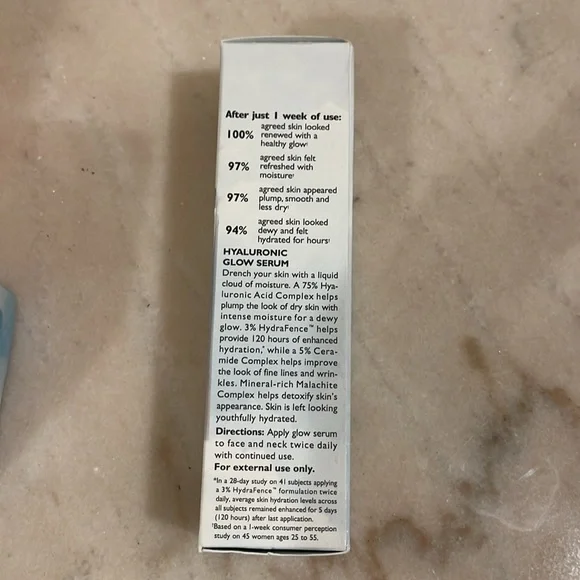 After just 1 week of use:
100% agreed skin looked
renewed with a
healthy glow†
97% agreed skin felt
refreshed with
moisture†
97% agreed skin appeared
plump, smooth and
less dry†
94% agreed skin looked
dewy and felt
hydrated for hours†
HYALURONIC
GLOW SERUM
Drench your skin with a liquid
cloud of moisture. A 75% Hya-
luronic Acid Complex helps
plump the look of dry skin with
intense moisture for a dewy
glow. 3% HydraFence™ helps
provide 120 hours of enhanced
hydration,* while a 5% Cera-
mide Complex helps improve
the look of fine lines and wrin-
kles. Mineral-rich Malachite
Complex helps detoxify skin's
appearance. Skin is left looking
youthfully hydrated.
Directions: Apply glow serum
to face and neck twice daily
with continued use.
For external use only.
*In a 28-day study on 41 subjects applying
a 3% HydraFence™ formulation twice
daily, average skin hydration levels across
all subjects remained enhanced for 5 days
(120 hours) after last application.
†Based on a 1-week consumer perception
study on 45 women ages 25 to 55.